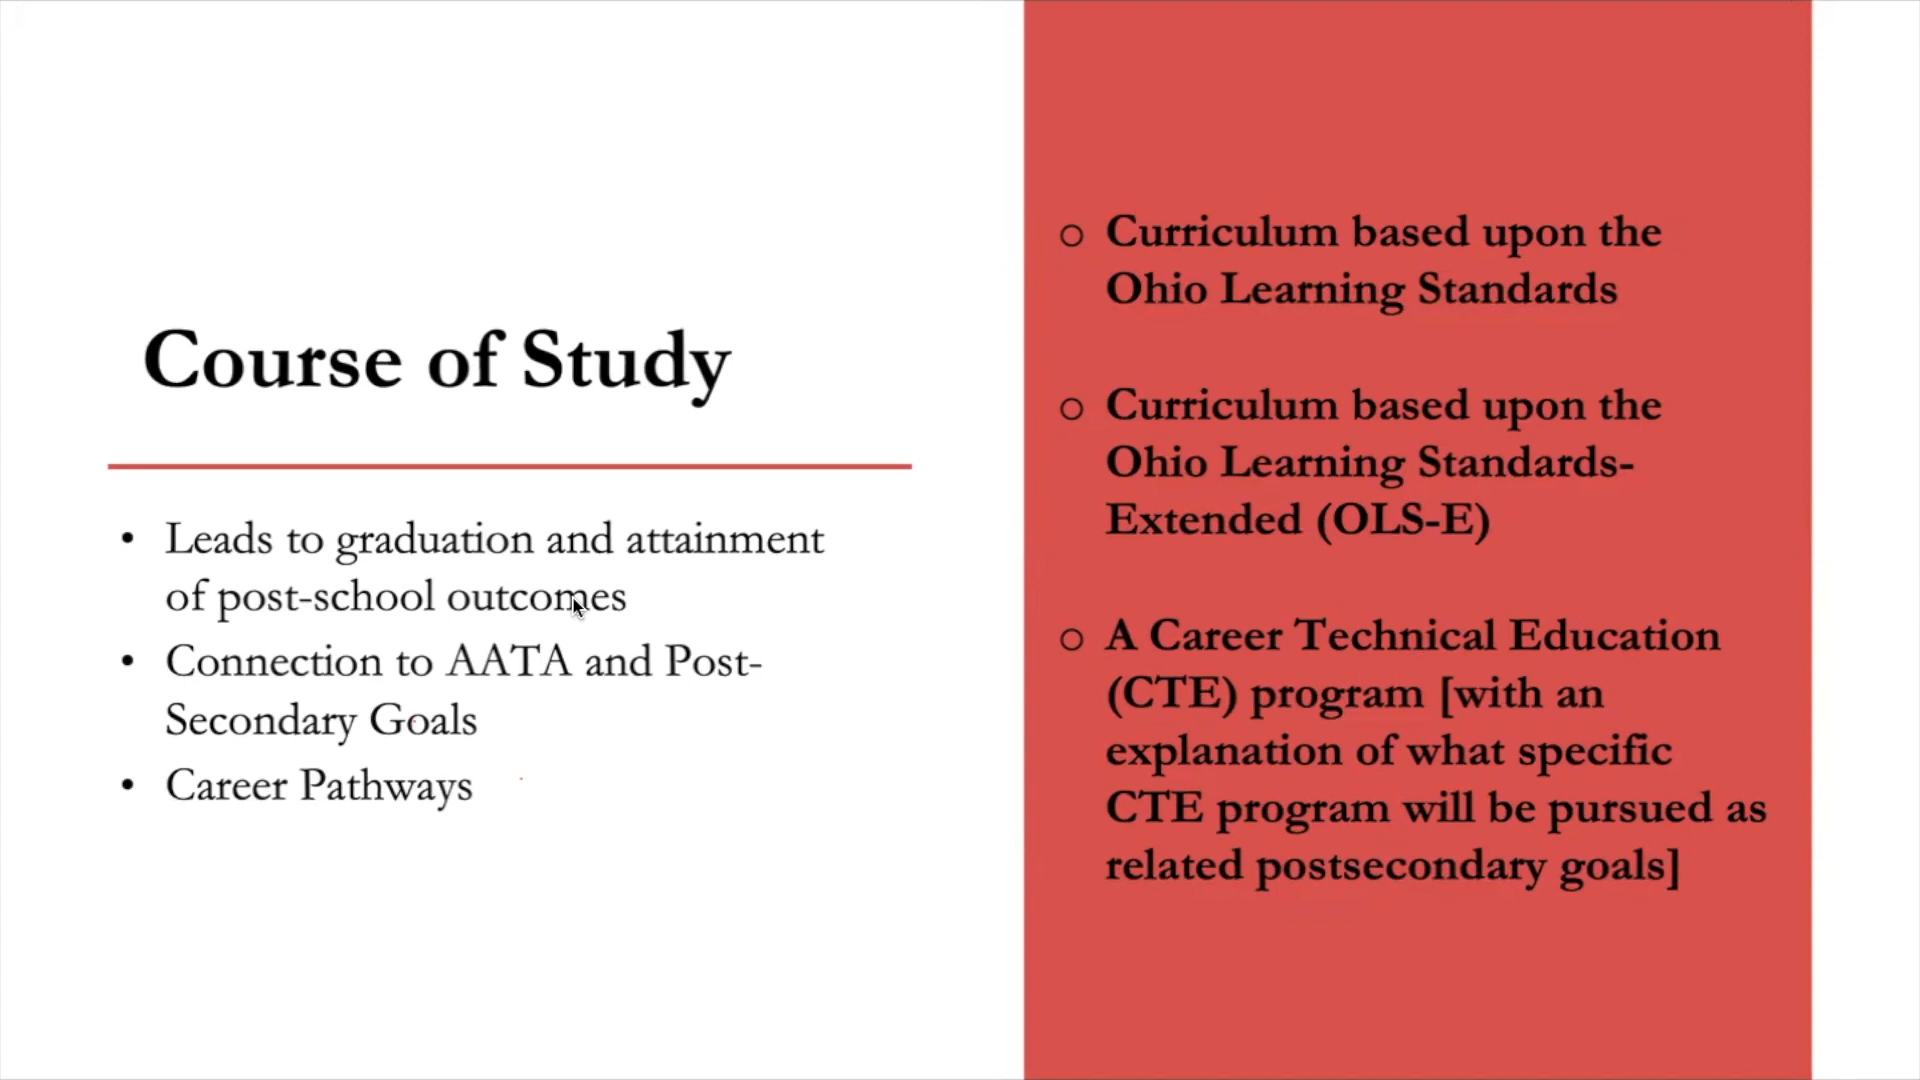 Course of Study
• Leads to graduation and attainment
of post-school outcomes
• Connection to AATA and Post-
Secondary Goals
• Career Pathways
o Curriculum based upon the
Ohio Learning Standards
o Curriculum based upon the
Ohio Learning Standards-
Extended (OLS-E)
o A Career Technical Education
(CTE) program [with an
explanation of what specific
CTE program will be pursued as
related postsecondary goals]